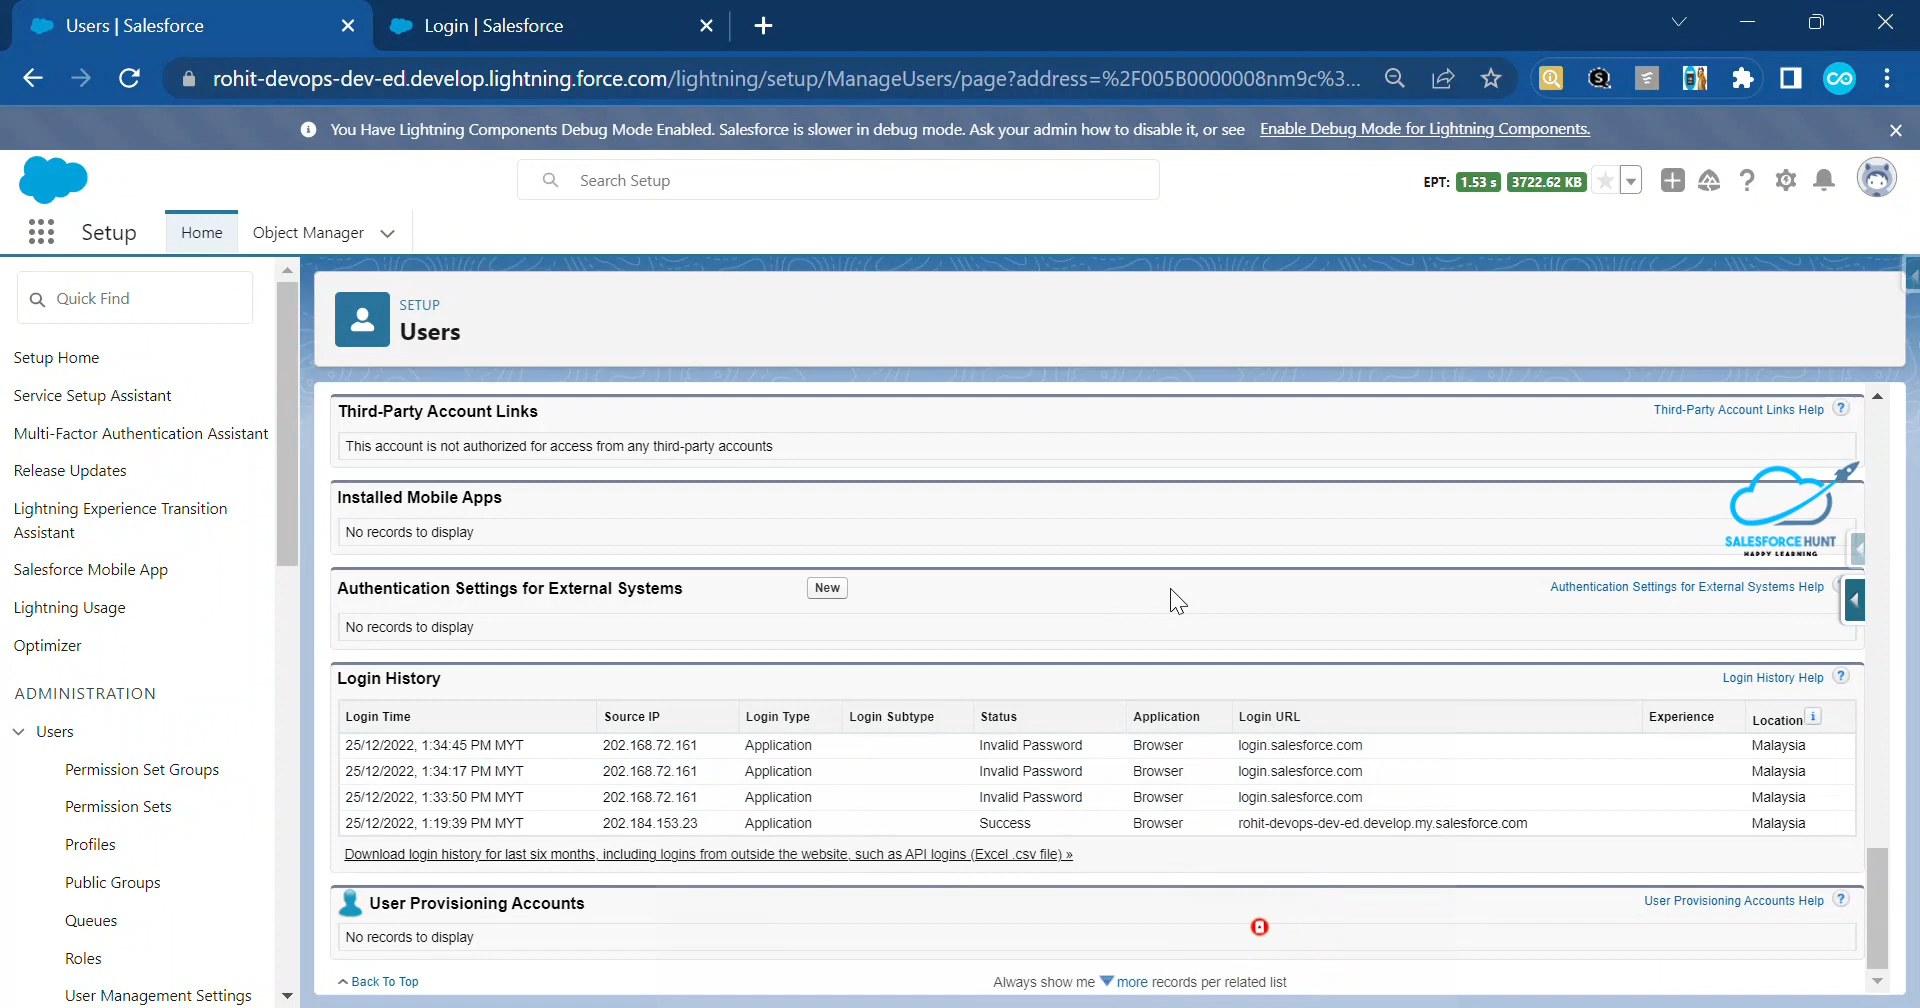 Users | Salesforce
Login | Salesforce
rohit-devops-dev-ed.develop.lightning.force.com/lightning/setup/ManageUsers/page?address=%2F005B0000008nm9c%3...
You Have Lightning Components Debug Mode Enabled. Salesforce is slower in debug mode. Ask your admin how to disable it, or see Enable Debug Mode for Lightning Components.
Search Setup
EPT: 1.53 s 3722.62 KB
Setup Home Object Manager
Quick Find
Setup Home
Service Setup Assistant
Multi-Factor Authentication Assistant
Release Updates
Lightning Experience Transition
Assistant
Salesforce Mobile App
Lightning Usage
Optimizer
ADMINISTRATION
Users
Permission Set Groups
Permission Sets
Profiles
Public Groups
Queues
Roles
User Management Settings
SETUP
Users
Third-Party Account Links Third-Party Account Links Help ?
This account is not authorized for access from any third-party accounts
Installed Mobile Apps
No records to display
SALESFORCE HUNT
HAPPY LEARNING
Authentication Settings for External Systems New Authentication Settings for External Systems Help
No records to display
Login History Login History Help ?
Login Time Source IP Login Type Login Subtype Status Application Login URL Experience Location i
25/12/2022, 1:34:45 PM MYT 202.168.72.161 Application Invalid Password Browser login.salesforce.com Malaysia
25/12/2022, 1:34:17 PM MYT 202.168.72.161 Application Invalid Password Browser login.salesforce.com Malaysia
25/12/2022, 1:33:50 PM MYT 202.168.72.161 Application Invalid Password Browser login.salesforce.com Malaysia
25/12/2022, 1:19:39 PM MYT 202.184.153.23 Application Success Browser rohit-devops-dev-ed.develop.my.salesforce.com Malaysia
Download login history for last six months, including logins from outside the website, such as API logins (Excel .csv file) »
User Provisioning Accounts User Provisioning Accounts Help ?
No records to display
Back To Top Always show me more records per related list